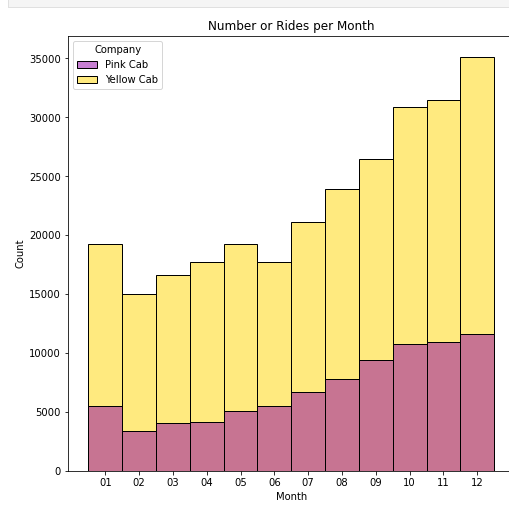 Number or Rides per Month
Company
Pink Cab
Yellow Cab
35000
30000
25000
20000
15000
10000
5000
0
Count
01 02 03 04 05 06 07 08 09 10 11 12
Month